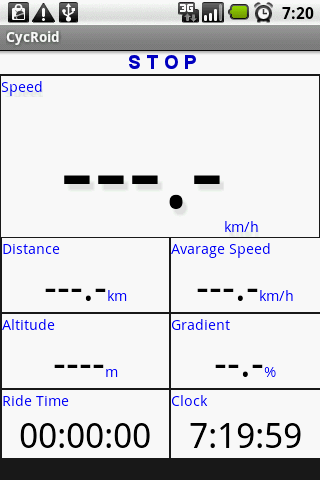 3G
7:20
CycRoid
STOP
Speed
---.-
km/h
Distance
---.-km
Avarage Speed
---.-km/h
Altitude
----m
Gradient
--.-%
Ride Time
00:00:00
Clock
7:19:59